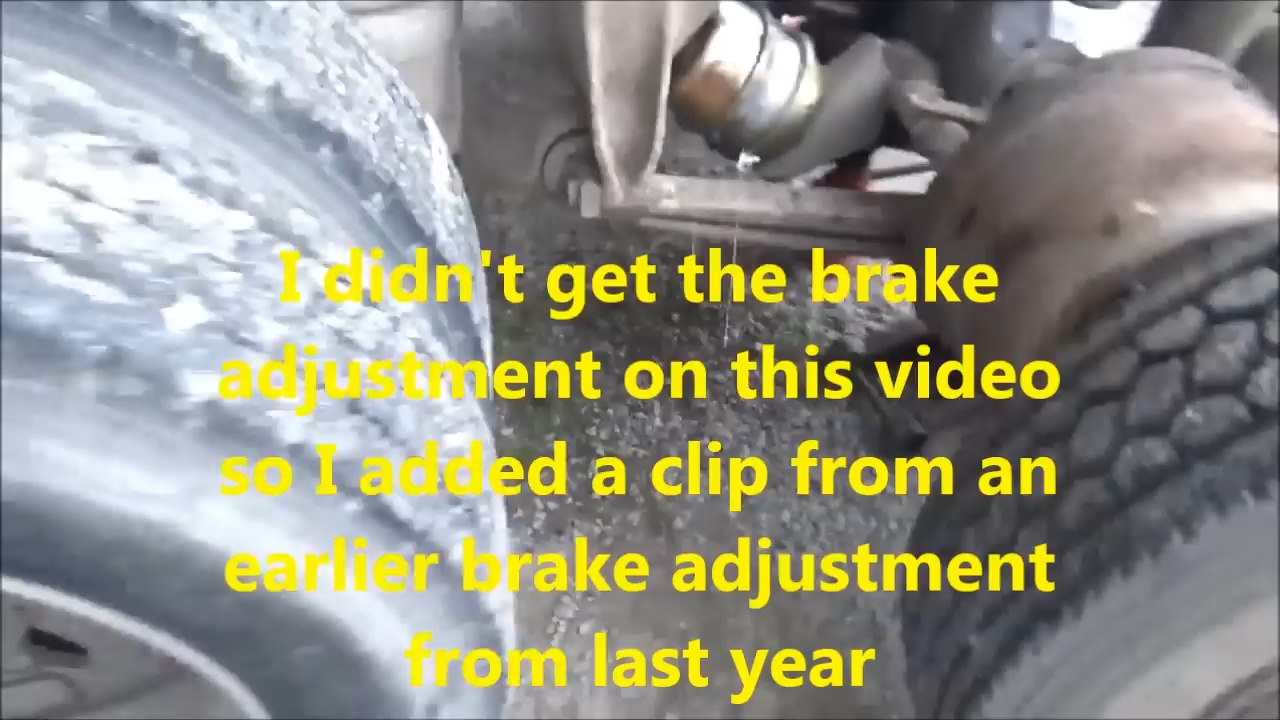 I didn't get the brake
adjustment on this video
so I added a clip from an
earlier brake adjustment
from last year